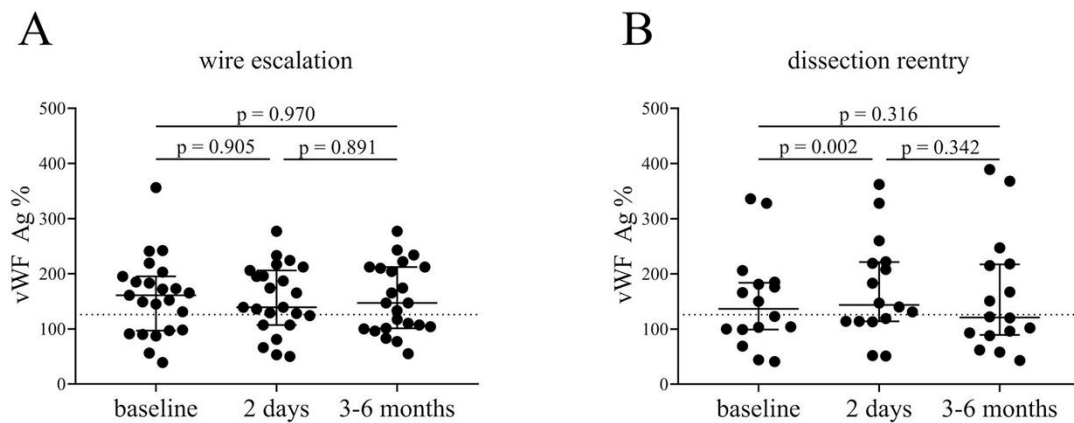 A
wire escalation
vWF Ag %
500
400
300
200
100
0
p = 0.970
p = 0.905
p = 0.891
baseline
2 days
3-6 months
B
dissection reentry
vWF Ag %
500
400
300
200
100
0
p = 0.316
p = 0.002
p = 0.342
baseline
2 days
3-6 months